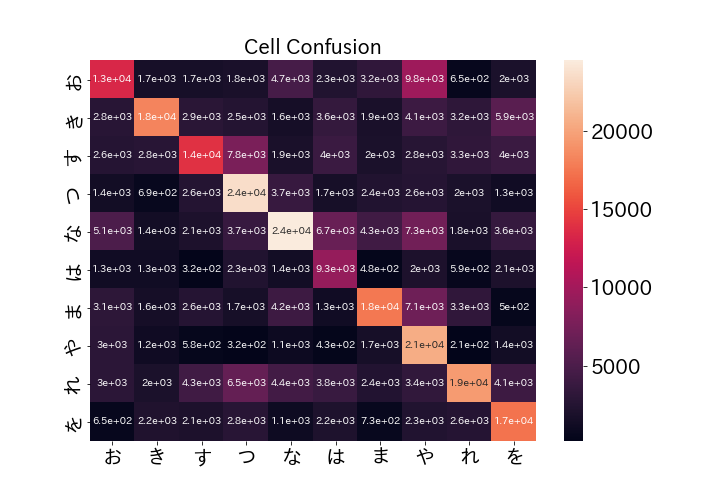 Cell Confusion
お 1.3e+04 1.7e+03 1.7e+03 1.8e+03 4.7e+03 2.3e+03 3.2e+03 9.8e+03 6.5e+02 2e+03
き 2.8e+03 1.8e+04 2.9e+03 2.5e+03 1.6e+03 3.6e+03 1.9e+03 4.1e+03 3.2e+03 5.9e+03
す 2.6e+03 2.8e+03 1.4e+04 7.8e+03 1.9e+03 4e+03 2e+03 2.8e+03 3.3e+03 4e+03
つ 1.4e+03 6.9e+02 2.6e+03 2.4e+04 3.7e+03 1.7e+03 2.4e+03 2.6e+03 2e+03 1.3e+03
な 5.1e+03 1.4e+03 2.1e+03 3.7e+03 2.4e+04 6.7e+03 4.3e+03 7.3e+03 1.8e+03 3.6e+03
は 1.3e+03 1.3e+03 3.2e+02 2.3e+03 1.4e+03 9.3e+03 4.8e+02 2e+03 5.9e+02 2.1e+03
ま 3.1e+03 1.6e+03 2.6e+03 1.7e+03 4.2e+03 1.3e+03 1.8e+04 7.1e+03 3.3e+03 5e+02
や 3e+03 1.2e+03 5.8e+02 3.2e+02 1.1e+03 4.3e+02 1.7e+03 2.1e+04 2.1e+02 1.4e+03
れ 3e+03 2e+03 4.3e+03 6.5e+03 4.4e+03 3.8e+03 2.4e+03 3.4e+03 1.9e+04 4.1e+03
を 6.5e+02 2.2e+03 2.1e+03 2.8e+03 1.1e+03 2.2e+03 7.3e+02 2.3e+03 2.6e+03 1.7e+04
お き す つ な は ま や れ を
20000
15000
10000
5000